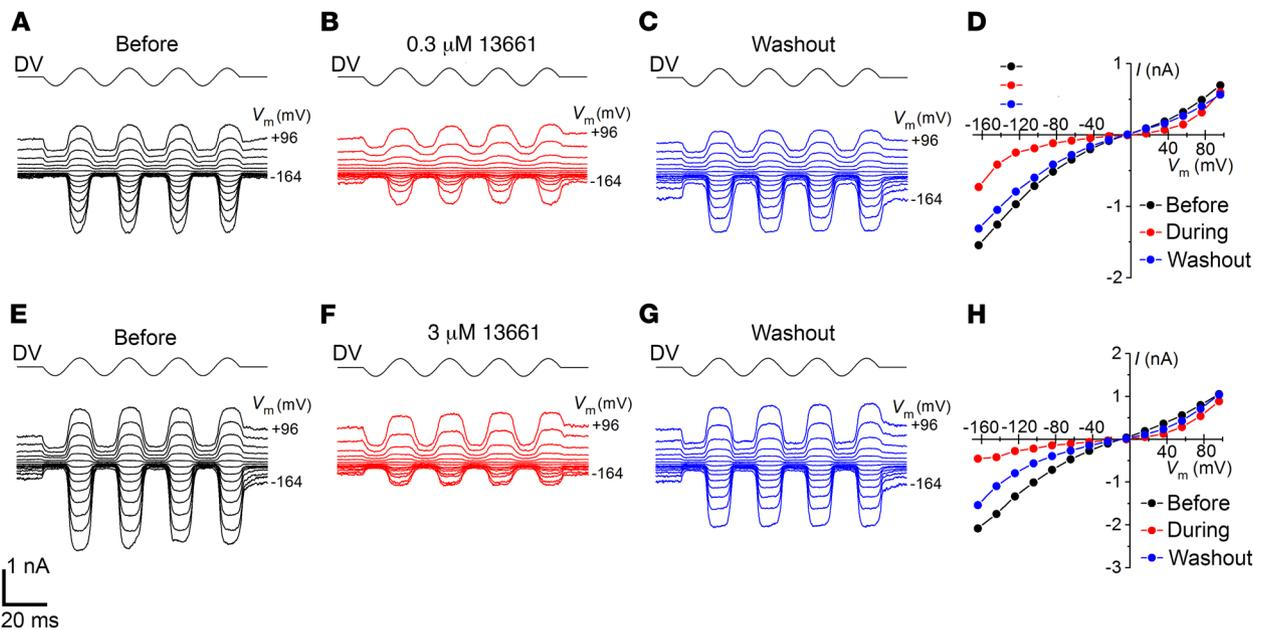 A
Before
DV
Vm (mV)
+96
-164
B
0.3 µM 13661
DV
Vm (mV)
+96
-164
C
Washout
DV
Vm (mV)
+96
-164
D
1
I (nA)
-160 -120 -80 -40
40 80
Vm (mV)
-1
-2
Before
During
Washout
E
Before
DV
Vm (mV)
+96
-164
1 nA
20 ms
F
3 µM 13661
DV
Vm (mV)
+96
-164
G
Washout
DV
Vm (mV)
+96
-164
H
2
I (nA)
1
-160 -120 -80 -40
40 80
Vm (mV)
-1
-2
-3
Before
During
Washout